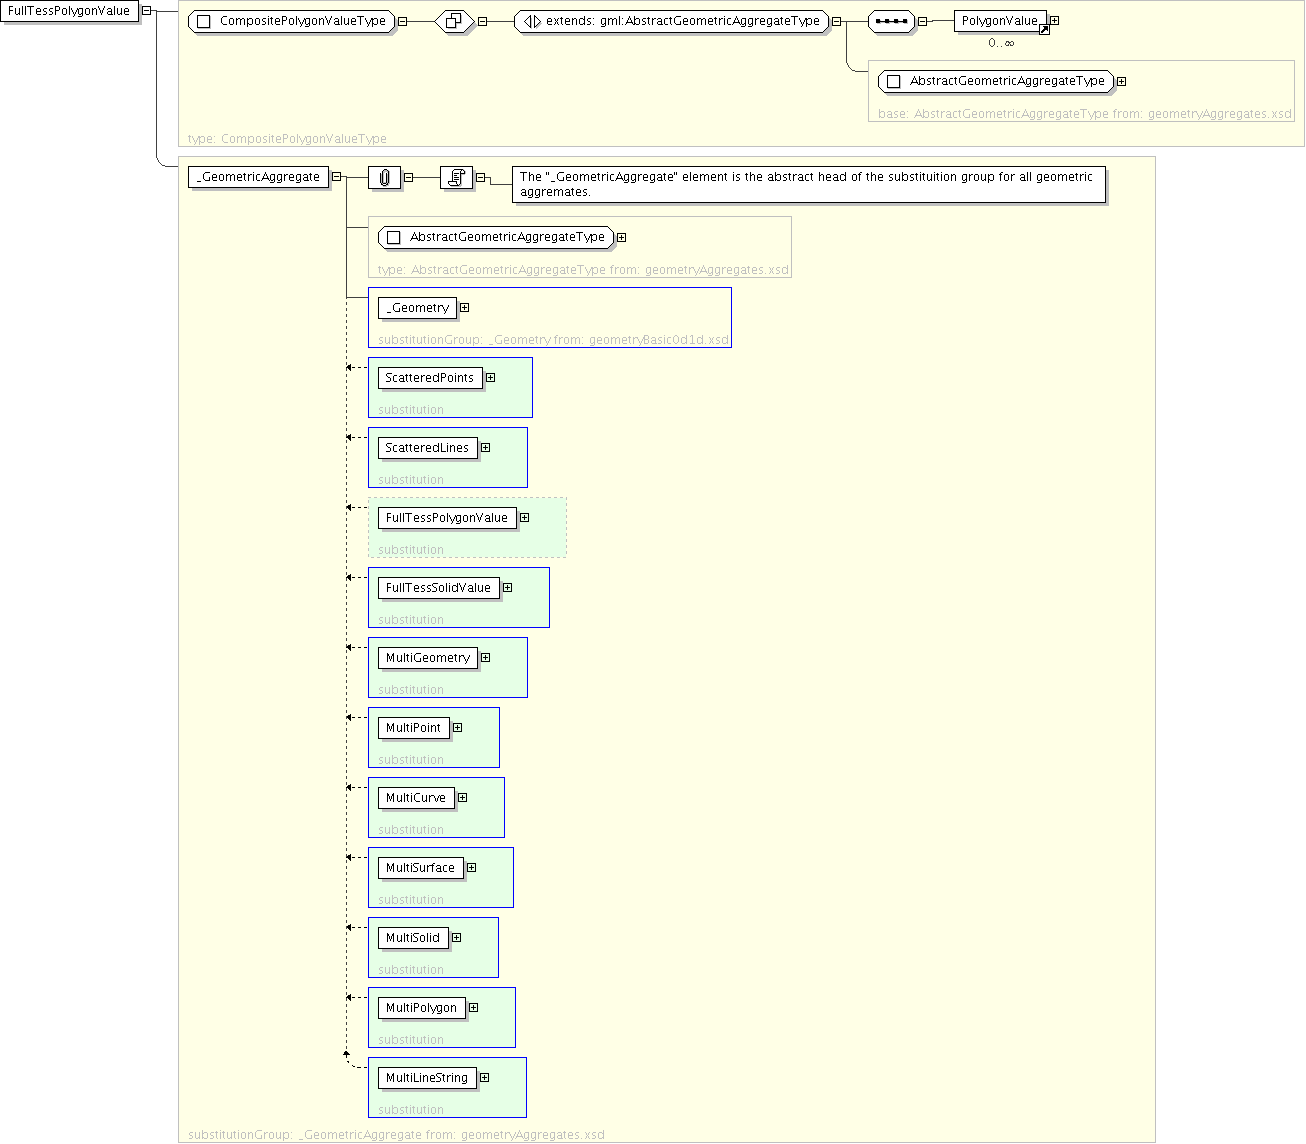 FullTessPolygonValue
CompositePolygonValueType
extends: gml:AbstractGeometricAggregateType
PolygonValue
0..∞
AbstractGeometricAggregateType
base: AbstractGeometricAggregateType from: geometryAggregates.xsd
type: CompositePolygonValueType
_GeometricAggregate
The "_GeometricAggregate" element is the abstract head of the substituition group for all geometric
aggremates.
AbstractGeometricAggregateType
type: AbstractGeometricAggregateType from: geometryAggregates.xsd
_Geometry
substitutionGroup: _Geometry from: geometryBasic0d1d.xsd
ScatteredPoints
substitution
ScatteredLines
substitution
FullTessPolygonValue
substitution
FullTessSolidValue
substitution
MultiGeometry
substitution
MultiPoint
substitution
MultiCurve
substitution
MultiSurface
substitution
MultiSolid
substitution
MultiPolygon
substitution
MultiLineString
substitution
substitutionGroup: _GeometricAggregate from: geometryAggregates.xsd